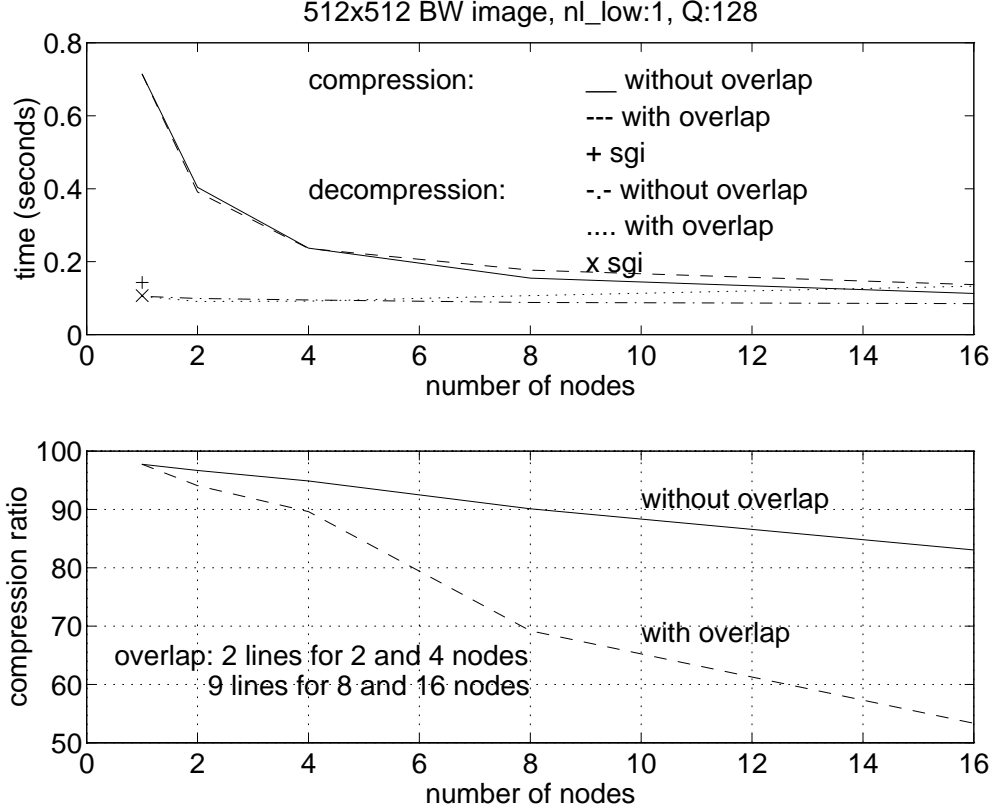 512x512 BW image, nl_low:1, Q:128
0.8
0.6
0.4
0.2
0
time (seconds)
compression:
__ without overlap
--- with overlap
+ sgi
decompression:
-.- without overlap
.... with overlap
x sgi
0 2 4 6 8 10 12 14 16
number of nodes
100
90
80
70
60
50
compression ratio
without overlap
with overlap
overlap: 2 lines for 2 and 4 nodes
9 lines for 8 and 16 nodes
0 2 4 6 8 10 12 14 16
number of nodes